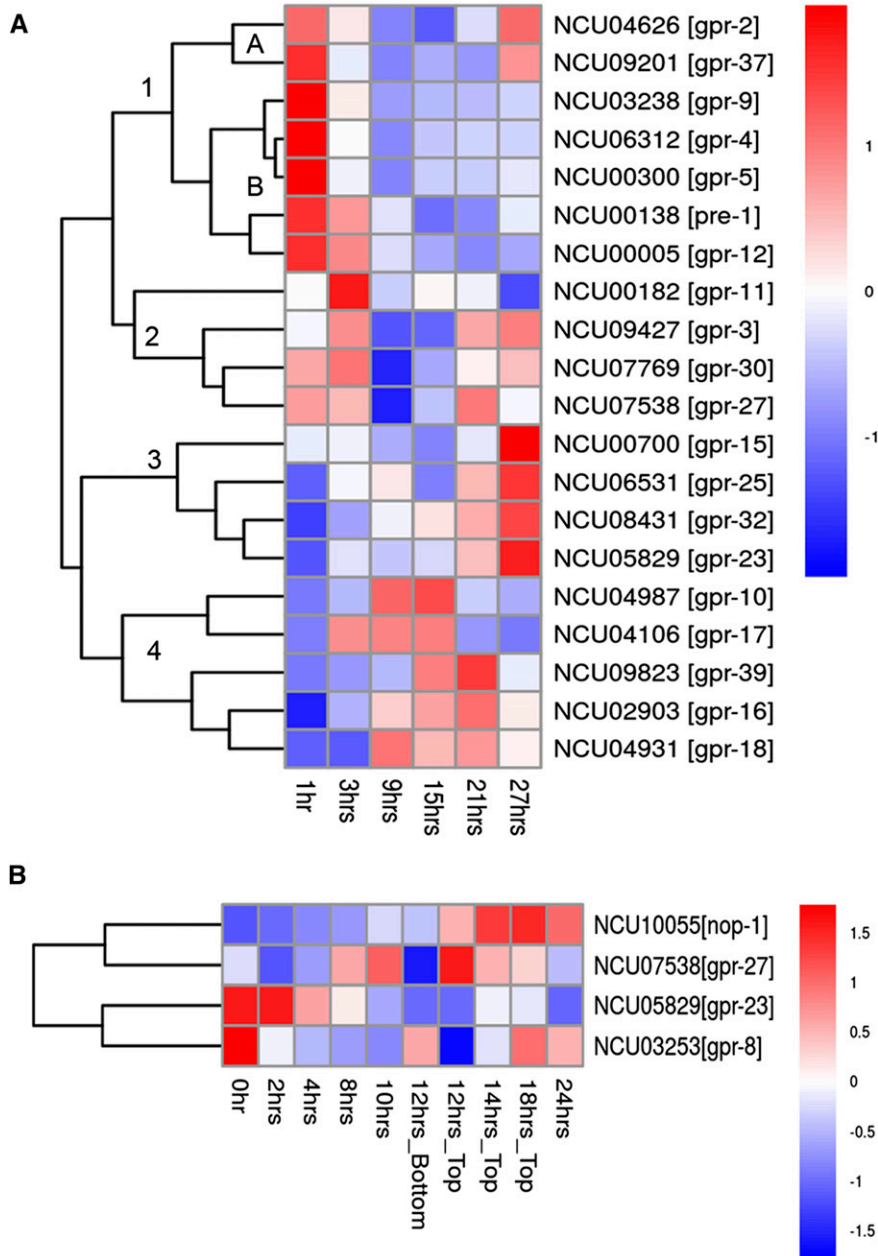 A
A
1
B
2
3
4
NCU04626 [gpr-2]
NCU09201 [gpr-37]
NCU03238 [gpr-9]
NCU06312 [gpr-4]
NCU00300 [gpr-5]
NCU00138 [pre-1]
NCU00005 [gpr-12]
NCU00182 [gpr-11]
NCU09427 [gpr-3]
NCU07769 [gpr-30]
NCU07538 [gpr-27]
NCU00700 [gpr-15]
NCU06531 [gpr-25]
NCU08431 [gpr-32]
NCU05829 [gpr-23]
NCU04987 [gpr-10]
NCU04106 [gpr-17]
NCU09823 [gpr-39]
NCU02903 [gpr-16]
NCU04931 [gpr-18]
1
0
-1
1hr
3hrs
9hrs
15hrs
21hrs
27hrs
B
NCU10055[nop-1]
NCU07538[gpr-27]
NCU05829[gpr-23]
NCU03253[gpr-8]
1.5
1
0.5
0
-0.5
-1
-1.5
0hr
2hrs
4hrs
8hrs
10hrs
12hrs_Bottom
12hrs_Top
14hrs_Top
18hrs_Top
24hrs